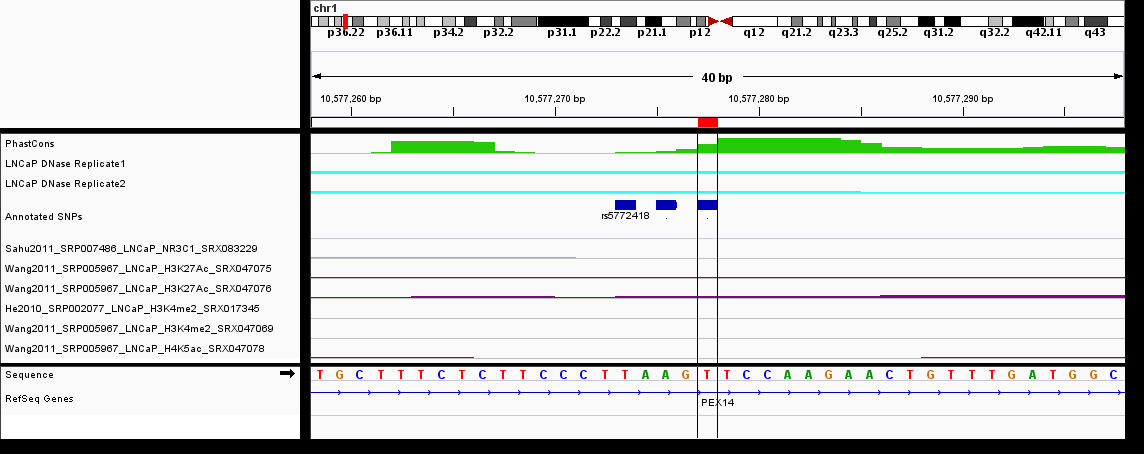 chr1
p36.22 p36.11 p34.2 p32.2 p31.1 p22.2 p21.1 p12 q12 q21.2 q23.3 q25.2 q31.2 q32.2 q42.11 q43
40 bp
10,577,260 bp 10,577,270 bp 10,577,280 bp 10,577,290 bp
PhastCons
LNCaP DNase Replicate1
LNCaP DNase Replicate2
Annotated SNPs
rs5772418 . .
Sahu2011_SRP007486_LNCaP_NR3C1_SRX083229
Wang2011_SRP005967_LNCaP_H3K27Ac_SRX047075
Wang2011_SRP005967_LNCaP_H3K27Ac_SRX047076
He2010_SRP002077_LNCaP_H3K4me2_SRX017345
Wang2011_SRP005967_LNCaP_H3K4me2_SRX047069
Wang2011_SRP005967_LNCaP_H4K5ac_SRX047078
Sequence T G C T T T C T C T T C C C T T A A G T T C C A A G A A C T G T T T G A T G G C
RefSeq Genes
PEX14